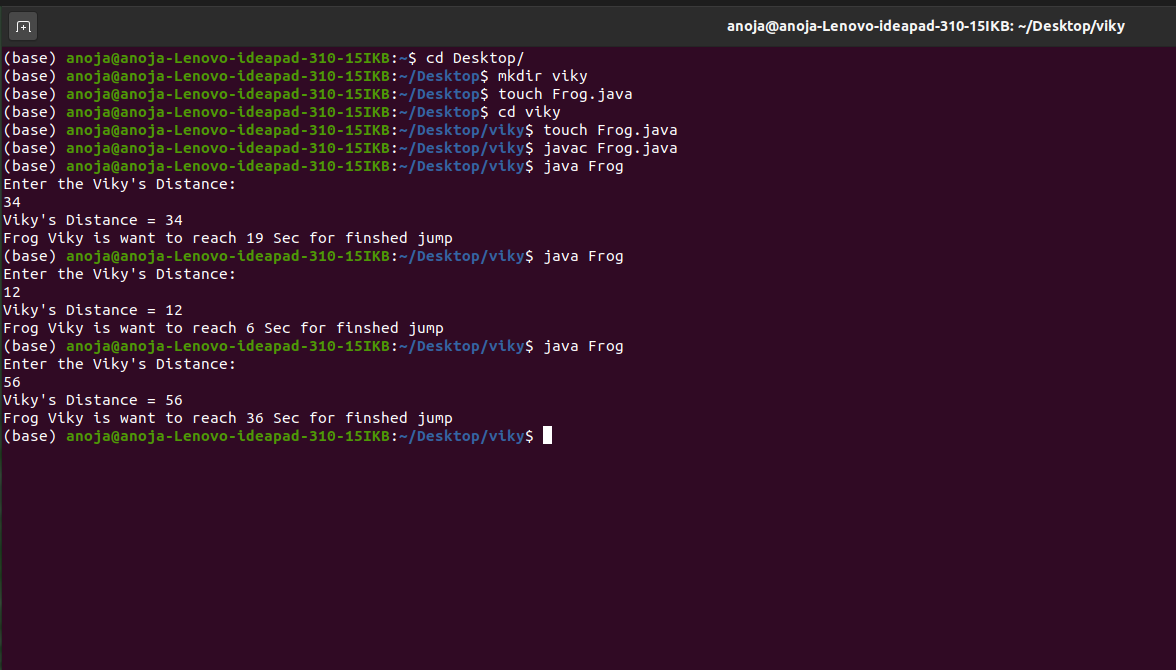 anoja@anoja-Lenovo-ideapad-310-15IKB: ~/Desktop/viky
(base) anoja@anoja-Lenovo-ideapad-310-15IKB:~$ cd Desktop/
(base) anoja@anoja-Lenovo-ideapad-310-15IKB:~/Desktop$ mkdir viky
(base) anoja@anoja-Lenovo-ideapad-310-15IKB:~/Desktop$ touch Frog.java
(base) anoja@anoja-Lenovo-ideapad-310-15IKB:~/Desktop$ cd viky
(base) anoja@anoja-Lenovo-ideapad-310-15IKB:~/Desktop/viky$ touch Frog.java
(base) anoja@anoja-Lenovo-ideapad-310-15IKB:~/Desktop/viky$ javac Frog.java
(base) anoja@anoja-Lenovo-ideapad-310-15IKB:~/Desktop/viky$ java Frog
Enter the Viky's Distance:
34
Viky's Distance = 34
Frog Viky is want to reach 19 Sec for finshed jump
(base) anoja@anoja-Lenovo-ideapad-310-15IKB:~/Desktop/viky$ java Frog
Enter the Viky's Distance:
12
Viky's Distance = 12
Frog Viky is want to reach 6 Sec for finshed jump
(base) anoja@anoja-Lenovo-ideapad-310-15IKB:~/Desktop/viky$ java Frog
Enter the Viky's Distance:
56
Viky's Distance = 56
Frog Viky is want to reach 36 Sec for finshed jump
(base) anoja@anoja-Lenovo-ideapad-310-15IKB:~/Desktop/viky$